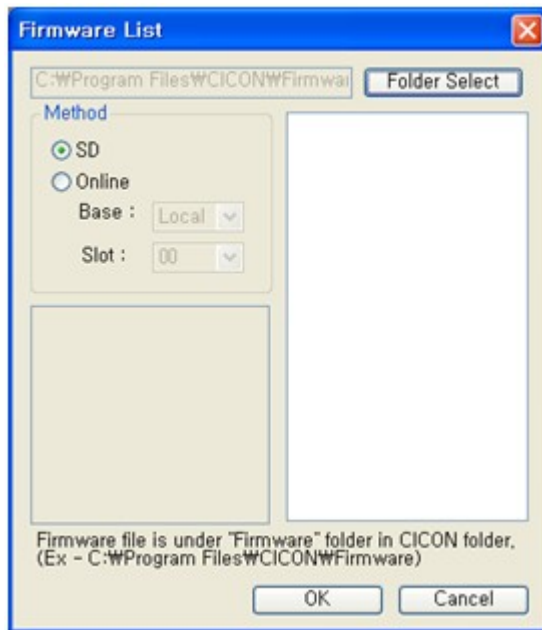 Firmware List
C:₩Program Files₩CICON₩Firmwar
Folder Select
Method
SD
Online
Base :
Local
Slot :
00
Firmware file is under "Firmware" folder in CICON folder,
(Ex - C:₩Program Files₩CICON₩Firmware)
OK
Cancel